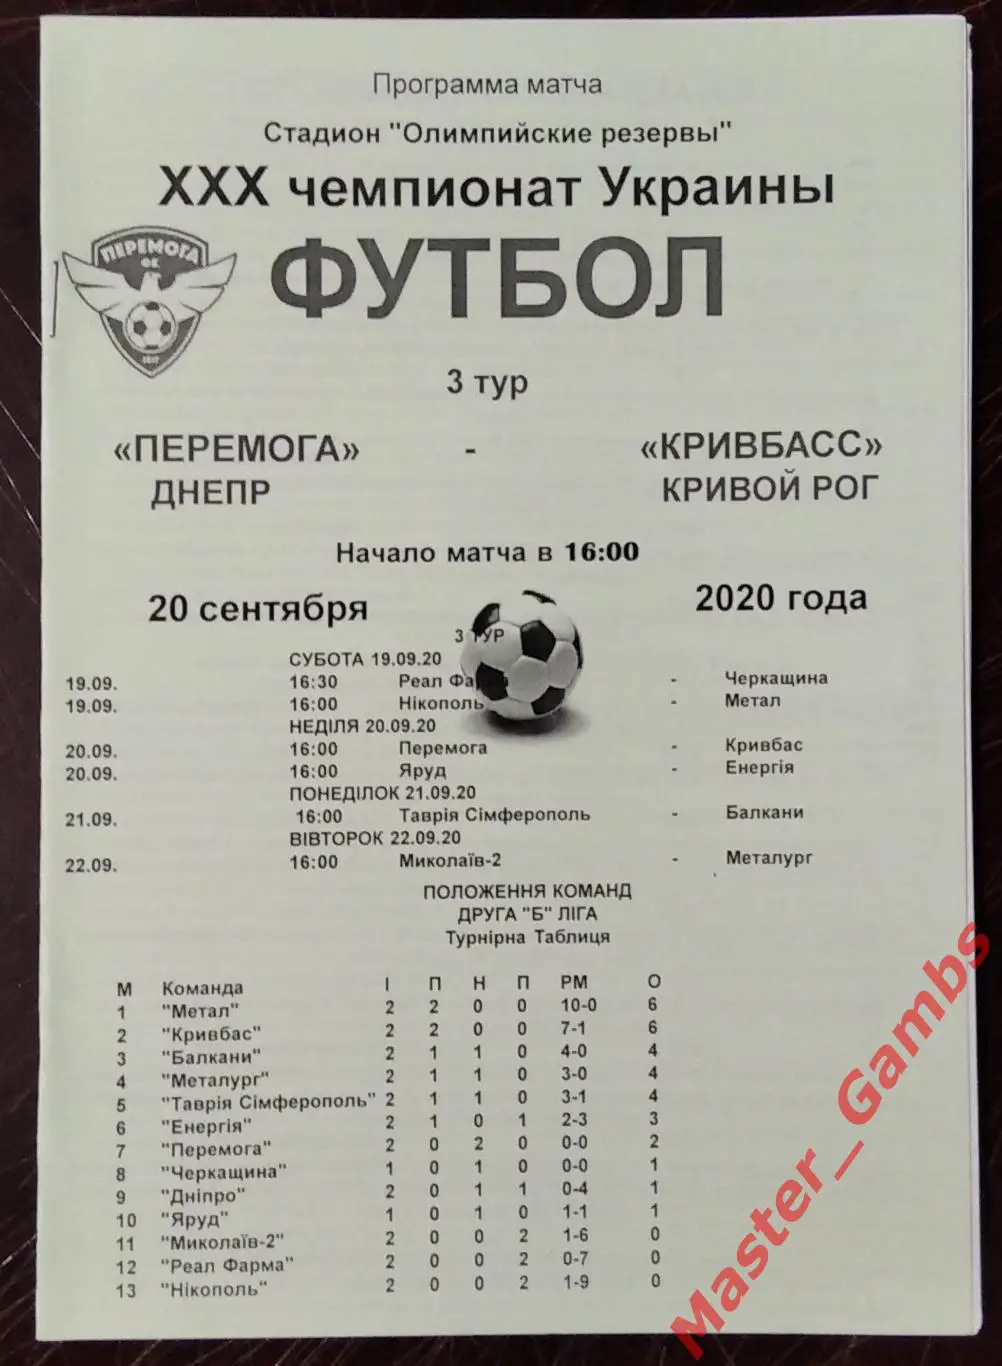 Программа матча
Стадион "Олимпийские резервы"
XXX чемпионат Украины
ПЕРЕМОГА
ФК
ФУТБОЛ
3 тур
«ПЕРЕМОГА» - «КРИВБАСС»
ДНЕПР КРИВОЙ РОГ
Начало матча в 16:00
20 сентября 2020 года
3 ТУР
СУБОТА 19.09.20
19.09. 16:30 Реал Фа - Черкащина
19.09. 16:00 Нікополь - Метал
НЕДІЛЯ 20.09.20
20.09. 16:00 Перемога - Кривбас
20.09. 16:00 Яруд - Енергія
ПОНЕДІЛОК 21.09.20
21.09. 16:00 Таврія Сімферополь - Балкани
ВІВТОРОК 22.09.20
22.09. 16:00 Миколаїв-2 - Металург
ПОЛОЖЕННЯ КОМАНД
ДРУГА "Б" ЛІГА
Турнірна Таблиця
М Команда І П Н П РМ О
1 "Метал" 2 2 0 0 10-0 6
2 "Кривбас" 2 2 0 0 7-1 6
3 "Балкани" 2 1 1 0 4-0 4
4 "Металург" 2 1 1 0 3-0 4
5 "Таврія Сімферополь" 2 1 1 0 3-1 4
6 "Енергія" 2 1 0 1 2-3 3
7 "Перемога" 2 0 2 0 0-0 2
8 "Черкащина" 1 0 1 0 0-0 1
9 "Дніпро" 2 0 1 1 0-4 1
10 "Яруд" 1 0 1 0 1-1 1
11 "Миколаїв-2" 2 0 0 2 1-6 0
12 "Реал Фарма" 2 0 0 2 0-7 0
13 "Нікополь" 2 0 0 2 1-9 0
Master_Gambs